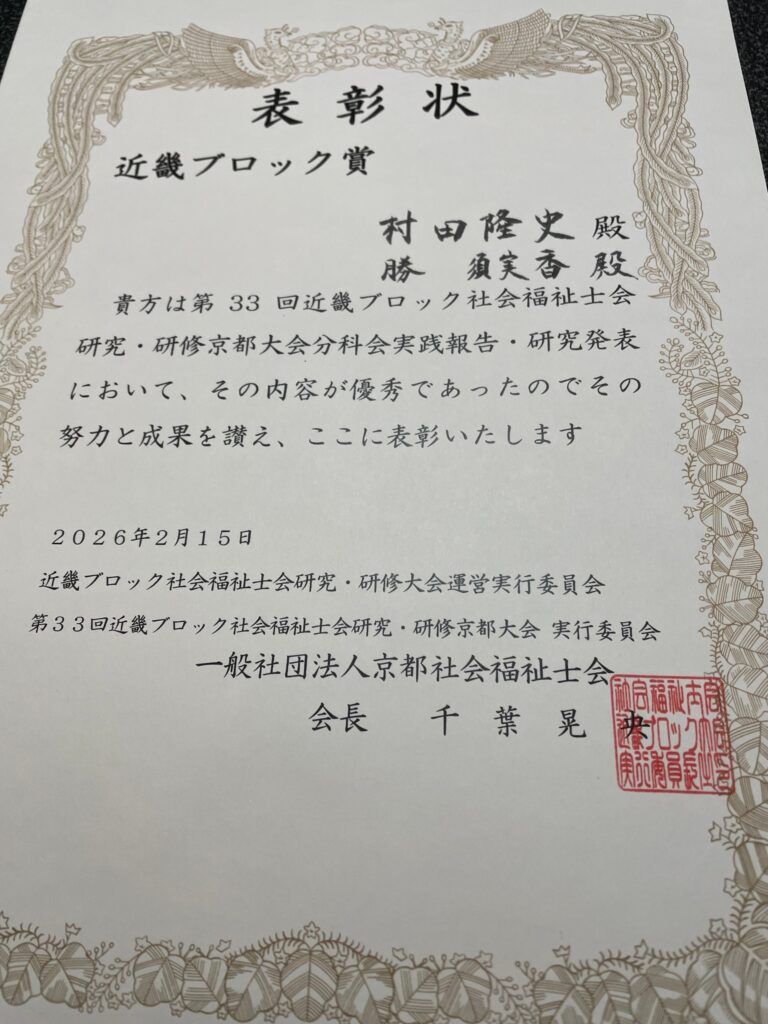 表彰状
近畿ブロック賞
村田隆史 殿
勝 須実香 殿
貴方は第 33 回近畿ブロック社会福祉士会
研究・研修京都大会分科会実践報告・研究発表
において、その内容が優秀であったのでその
努力と成果を讃え、ここに表彰いたします
２０２６年２月１５日
近畿ブロック社会福祉士会研究・研修大会運営実行委員会
第３３回近畿ブロック社会福祉士会研究・研修京都大会 実行委員会
一般社団法人京都社会福祉士会
会長 千葉晃央